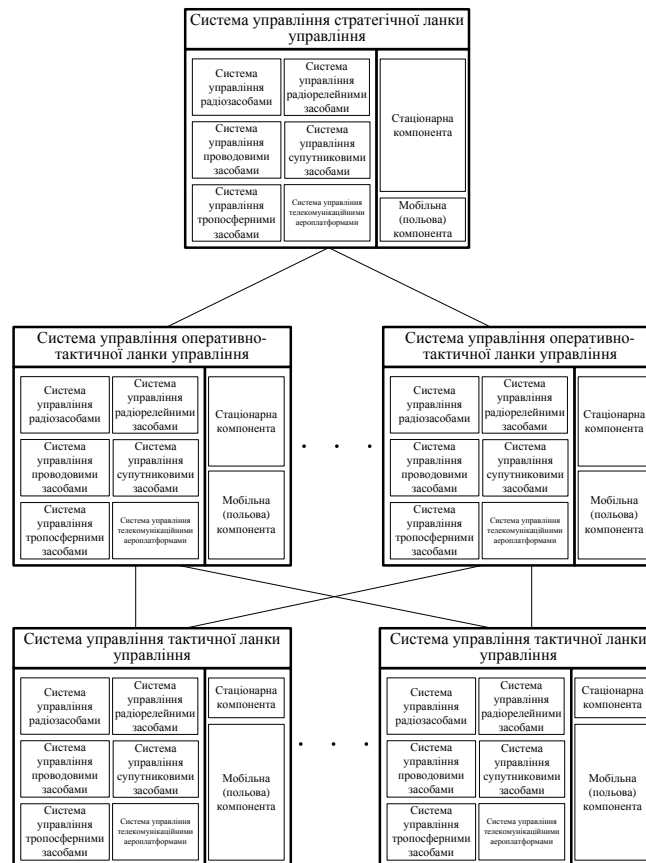 Система управління стратегічної ланки
управління
Система
управління
радіозасобами
Система
управління
радіорелейними
засобами
Стаціонарна
компонента
Система
управління
проводовими
засобами
Система
управління
супутниковими
засобами
Система
управління
тропосферними
засобами
Система управління
телекомунікаційними
аероплатформами
Мобільна
(польова)
компонента
Система управління оперативно-
тактичної ланки управління
Система
управління
радіозасобами
Система
управління
радіорелейними
засобами
Стаціонарна
компонента
Система
управління
проводовими
засобами
Система
управління
супутниковими
засобами
Мобільна
(польова)
компонента
Система
управління
тропосферними
засобами
Система управління
телекомунікаційними
аероплатформами
. . .
Система управління оперативно-
тактичної ланки управління
Система
управління
радіозасобами
Система
управління
радіорелейними
засобами
Стаціонарна
компонента
Система
управління
проводовими
засобами
Система
управління
супутниковими
засобами
Мобільна
(польова)
компонента
Система
управління
тропосферними
засобами
Система управління
телекомунікаційними
аероплатформами
Система управління тактичної ланки
управління
Система
управління
радіозасобами
Система
управління
радіорелейними
засобами
Стаціонарна
компонента
Система
управління
проводовими
засобами
Система
управління
супутниковими
засобами
Мобільна
(польова)
компонента
Система
управління
тропосферними
засобами
Система управління
телекомунікаційними
аероплатформами
. . .
Система управління тактичної ланки
управління
Система
управління
радіозасобами
Система
управління
радіорелейними
засобами
Стаціонарна
компонента
Система
управління
проводовими
засобами
Система
управління
супутниковими
засобами
Мобільна
(польова)
компонента
Система
управління
тропосферними
засобами
Система управління
телекомунікаційними
аероплатформами